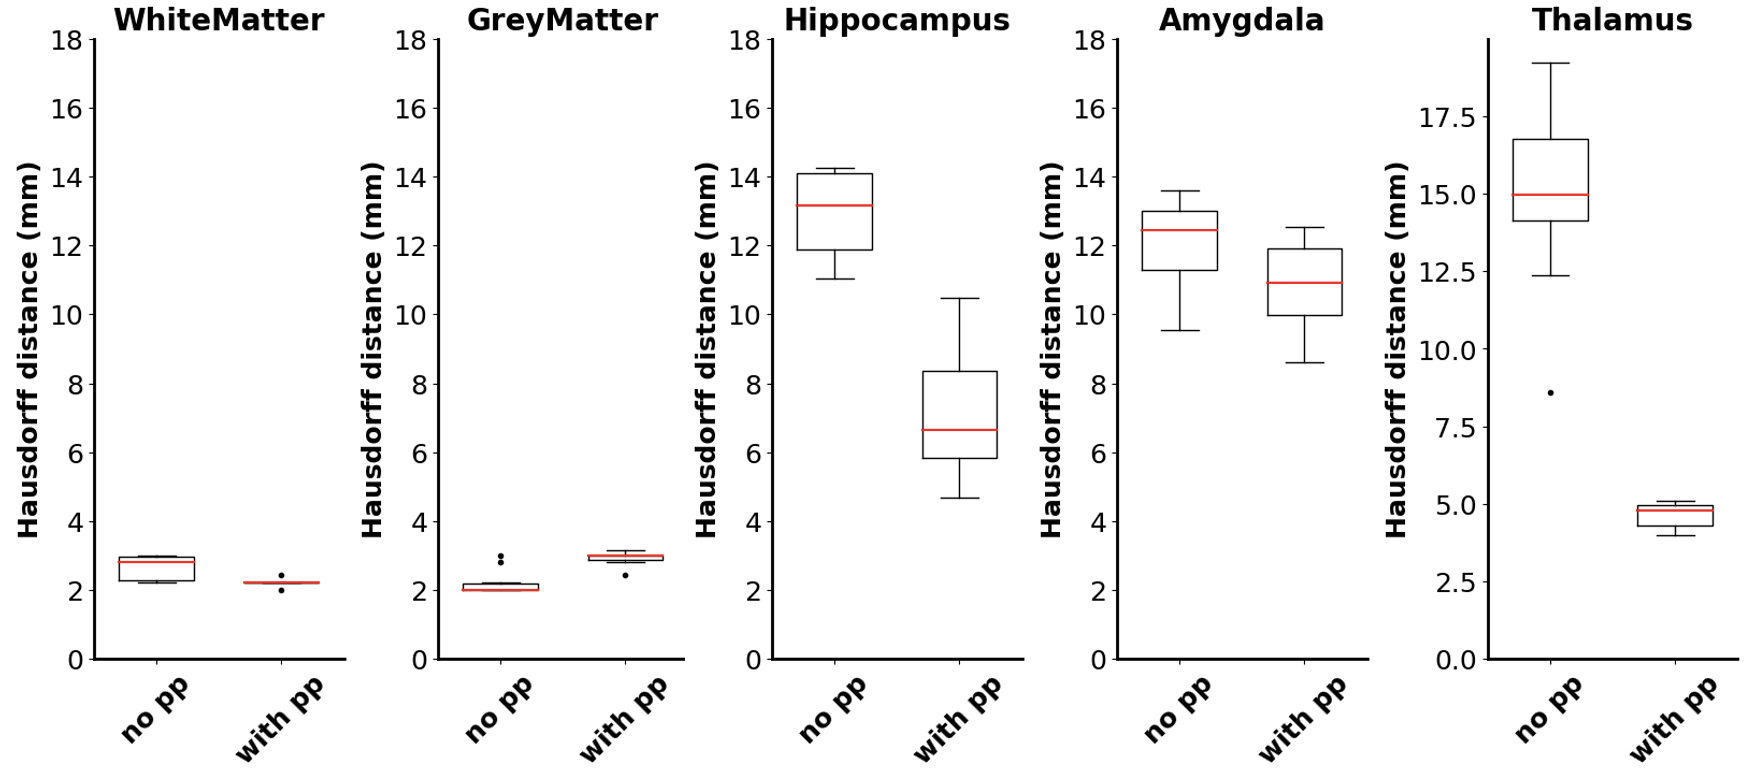 WhiteMatter
Hausdorff distance (mm)
18
16
14
12
10
8
6
4
2
0
no pp
with pp
GreyMatter
Hausdorff distance (mm)
18
16
14
12
10
8
6
4
2
0
no pp
with pp
Hippocampus
Hausdorff distance (mm)
18
16
14
12
10
8
6
4
2
0
no pp
with pp
Amygdala
Hausdorff distance (mm)
18
16
14
12
10
8
6
4
2
0
no pp
with pp
Thalamus
Hausdorff distance (mm)
17.5
15.0
12.5
10.0
7.5
5.0
2.5
0.0
no pp
with pp